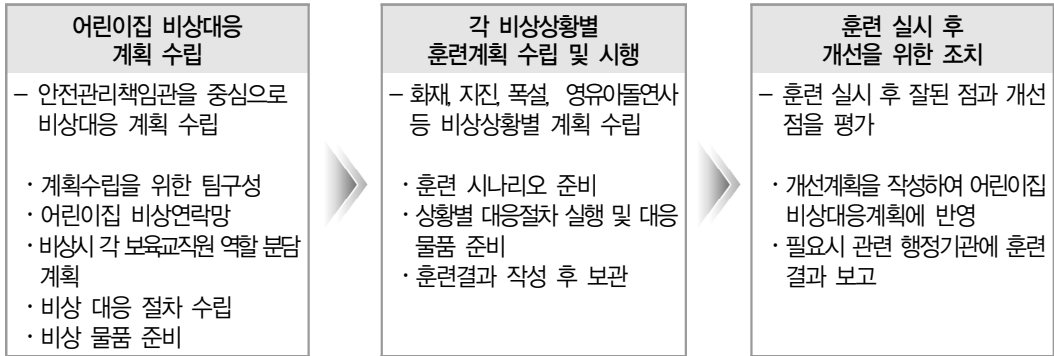 어린이집 비상대응
계획 수립
– 안전관리책임관을 중심으로
비상대응 계획 수립
· 계획수립을 위한 팀구성
· 어린이집 비상연락망
· 비상시 각 보육교직원 역할 분담
계획
· 비상 대응 절차 수립
· 비상 물품 준비
각 비상상황별
훈련계획 수립 및 시행
– 화재, 지진, 폭설, 영유아돌연사
등 비상상황별 계획 수립
· 훈련 시나리오 준비
· 상황별 대응절차 실행 및 대응
물품 준비
· 훈련결과 작성 후 보관
훈련 실시 후
개선을 위한 조치
– 훈련 실시 후 잘된 점과 개선
점을 평가
· 개선계획을 작성하여 어린이집
비상대응계획에 반영
· 필요시 관련 행정기관에 훈련
결과 보고